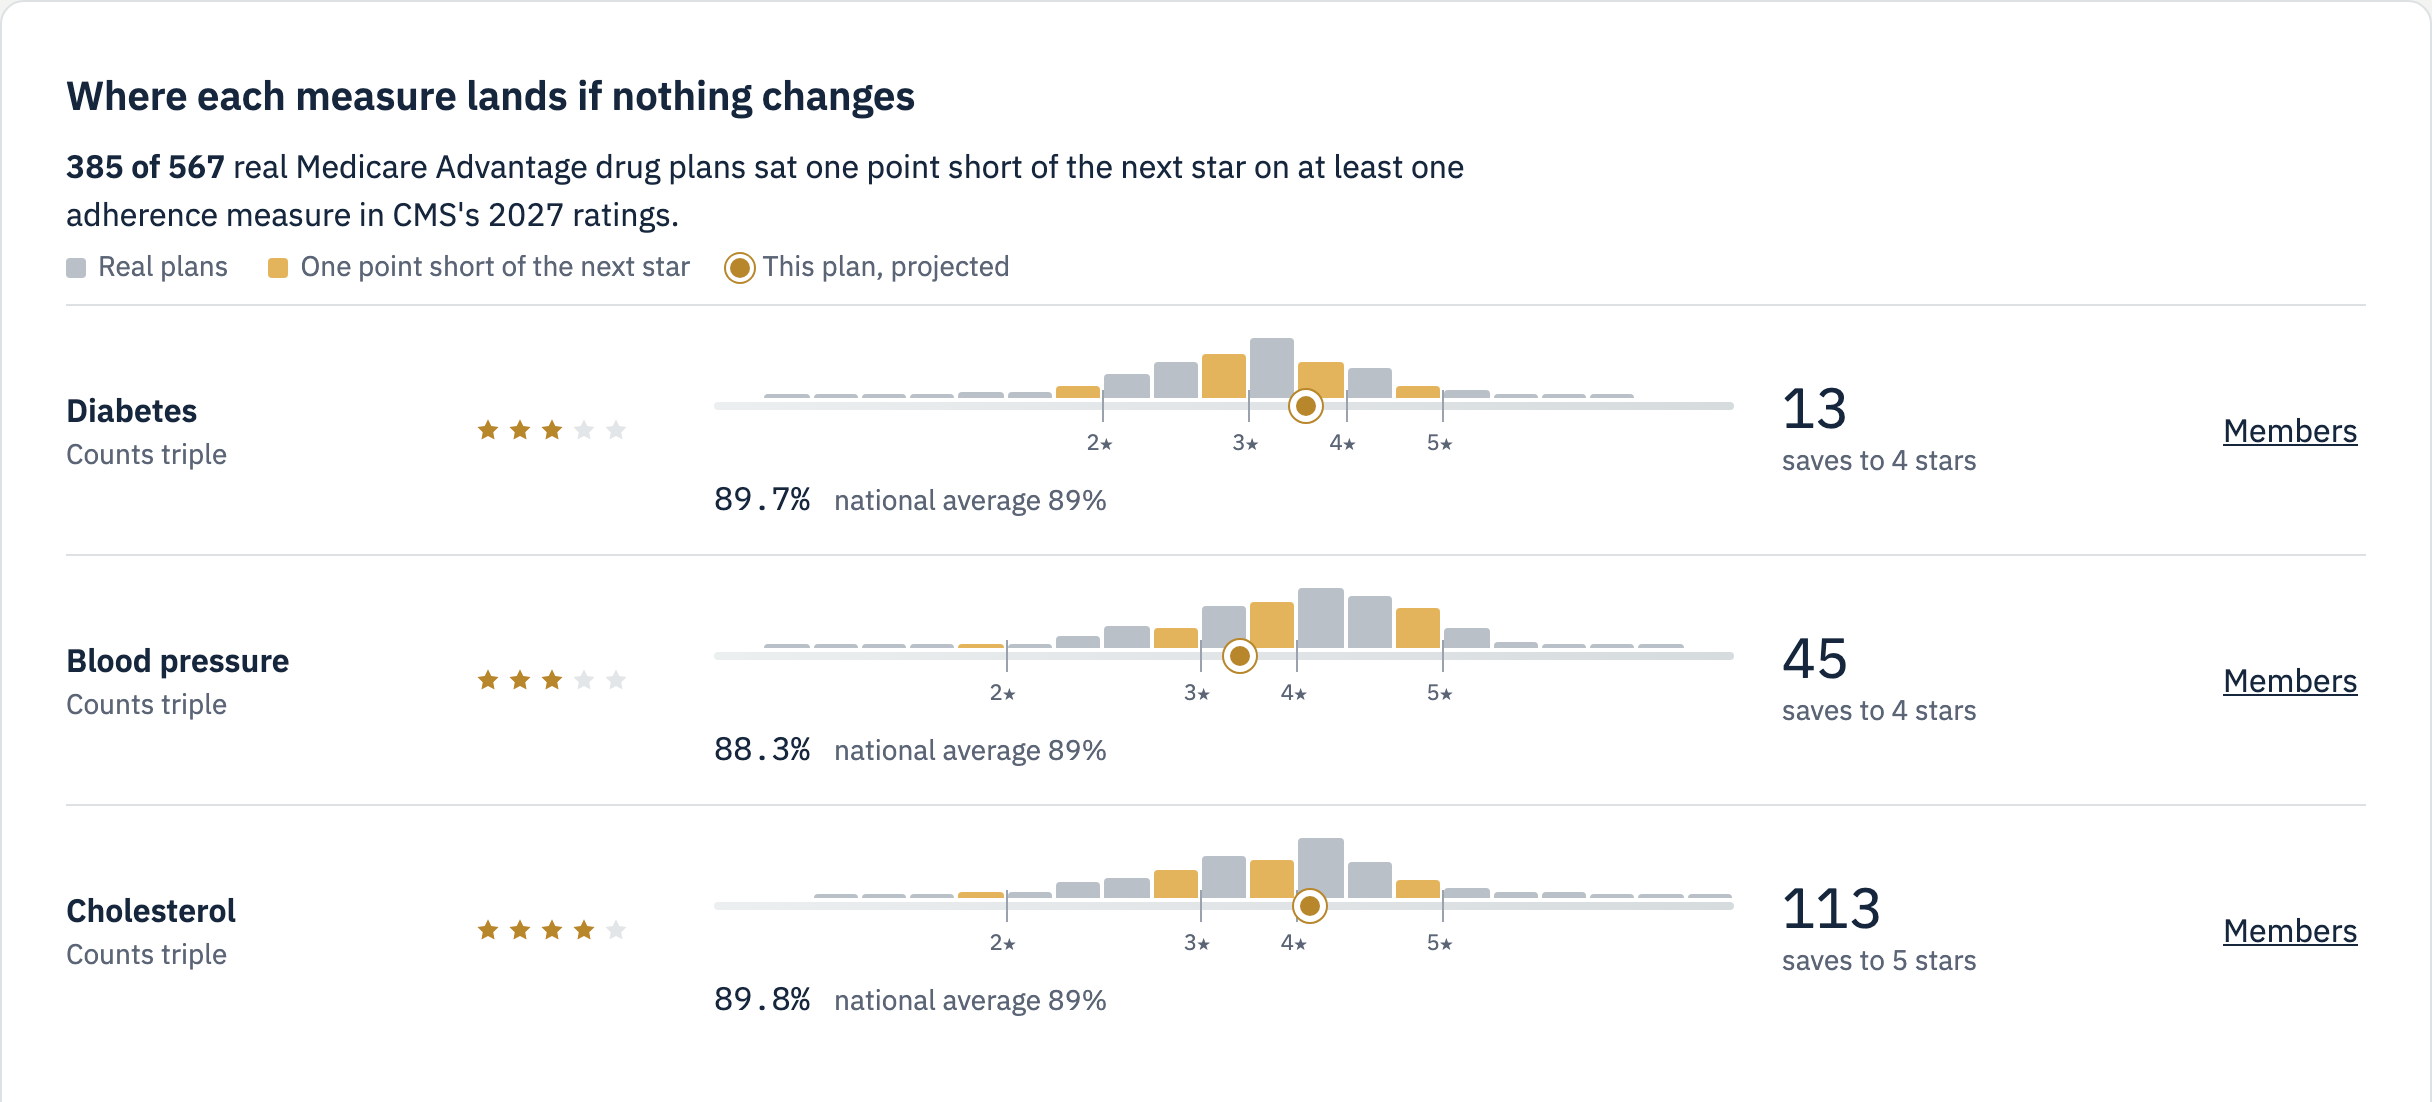 Where each measure lands if nothing changes
385 of 567 real Medicare Advantage drug plans sat one point short of the next star on at least one
adherence measure in CMS's 2027 ratings.
Real plans
One point short of the next star
This plan, projected
Diabetes
Counts triple
2★ 3★ 4★ 5★
89.7% national average 89%
13
saves to 4 stars
Members
Blood pressure
Counts triple
2★ 3★ 4★ 5★
88.3% national average 89%
45
saves to 4 stars
Members
Cholesterol
Counts triple
2★ 3★ 4★ 5★
89.8% national average 89%
113
saves to 5 stars
Members